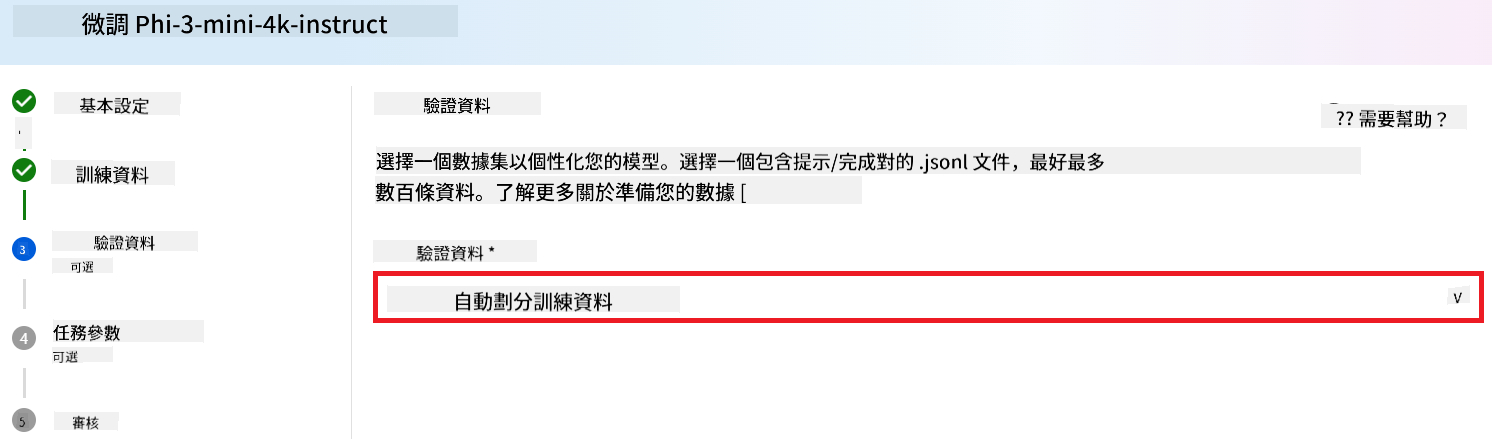 微調 Phi-3-mini-4k-instruct
基本設定
訓練資料
3
驗證資料
可選
4
任務參數
可選
5
審核
驗證資料
?? 需要幫助？
選擇一個數據集以個性化您的模型。選擇一個包含提示/完成對的 .jsonl 文件，最好最多
數百條資料。了解更多關於準備您的數據 [
驗證資料 *
自動劃分訓練資料
V